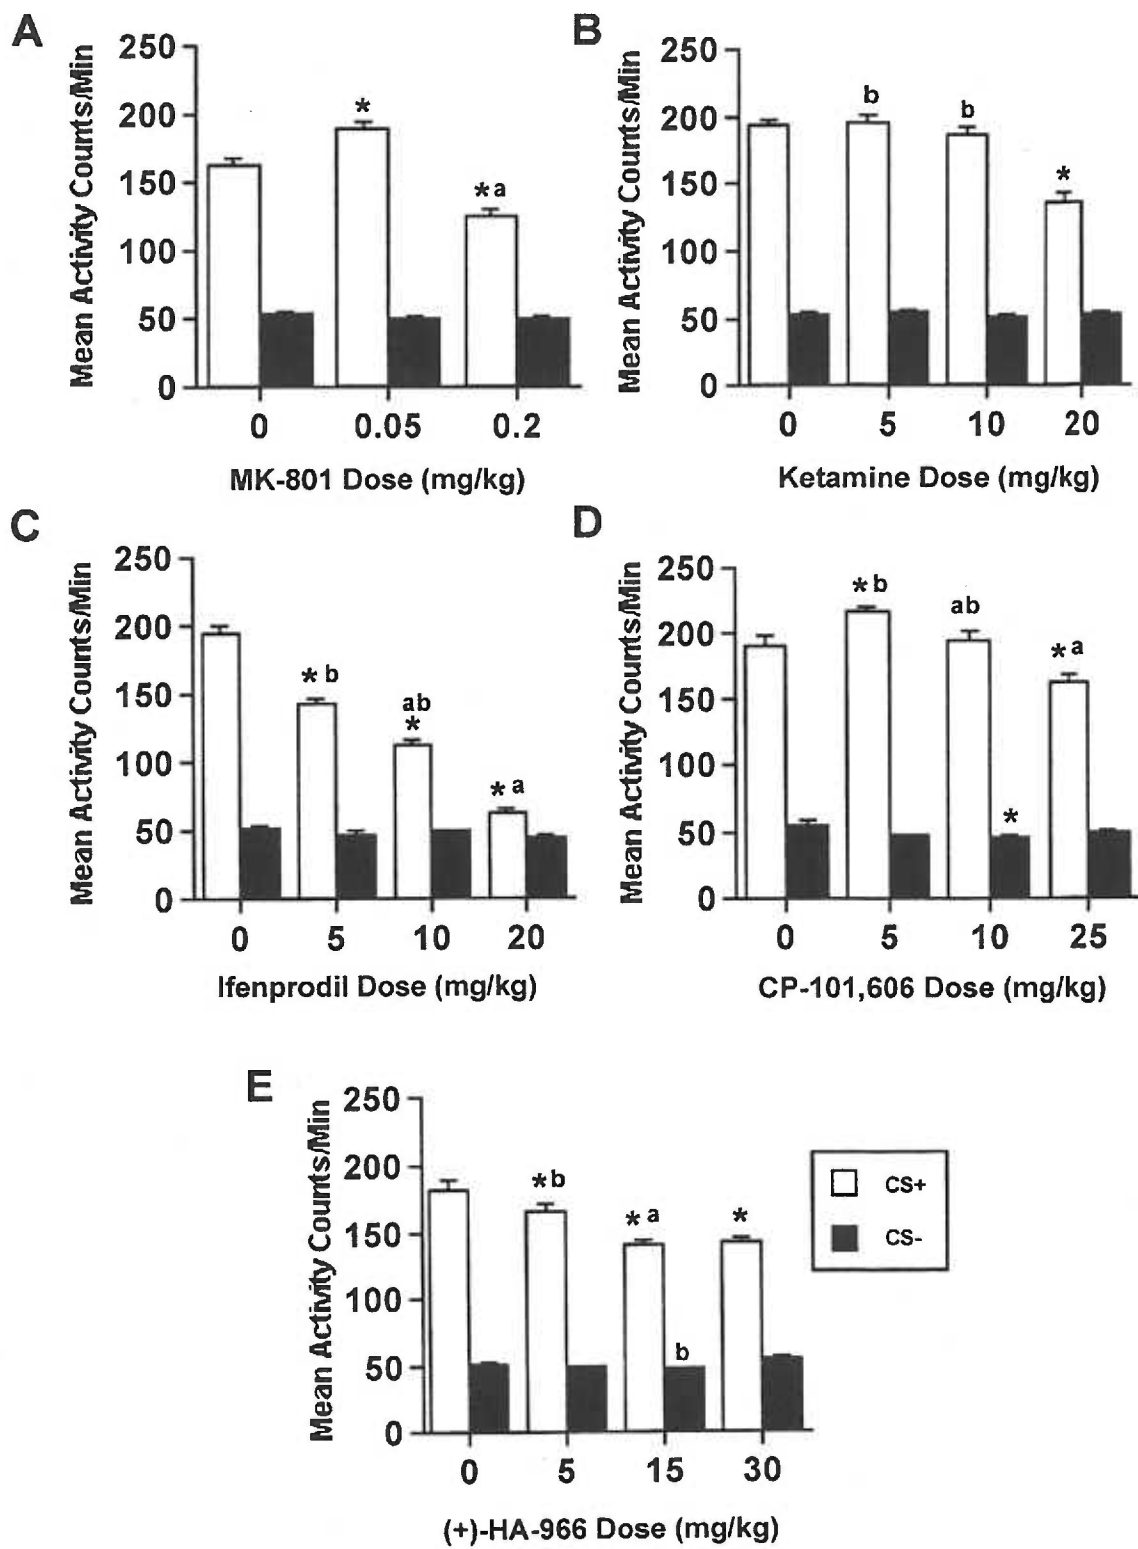 A
Mean Activity Counts/Min
250
200
150
100
50
0
*
* a
0 0.05 0.2
MK-801 Dose (mg/kg)
B
Mean Activity Counts/Min
250
200
150
100
50
0
b
b
*
0 5 10 20
Ketamine Dose (mg/kg)
C
Mean Activity Counts/Min
250
200
150
100
50
0
* b
ab
*
* a
0 5 10 20
Ifenprodil Dose (mg/kg)
D
Mean Activity Counts/Min
250
200
150
100
50
0
* b
ab
* a
*
0 5 10 25
CP-101,606 Dose (mg/kg)
E
Mean Activity Counts/Min
250
200
150
100
50
0
* b
* a
*
b
0 5 15 30
(+)-HA-966 Dose (mg/kg)
CS+
CS-